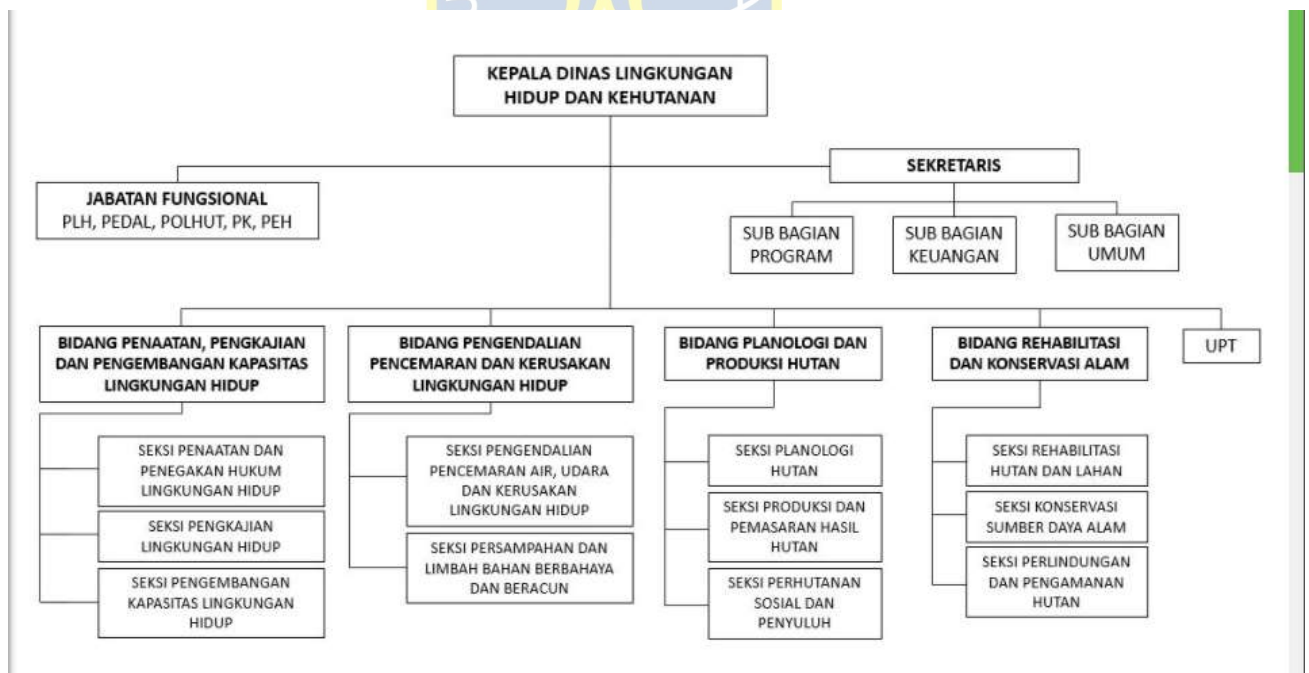 KEPALA DINAS LINGKUNGAN
HIDUP DAN KEHUTANAN
SEKRETARIS
JABATAN FUNGSIONAL
PLH, PEDAL, POLHUT, PK, PEH
SUB BAGIAN
PROGRAM
SUB BAGIAN
KEUANGAN
SUB BAGIAN
UMUM
BIDANG PENAATAN, PENGKAJIAN
DAN PENGEMBANGAN KAPASITAS
LINGKUNGAN HIDUP
BIDANG PENGENDALIAN
PENCEMARAN DAN KERUSAKAN
LINGKUNGAN HIDUP
BIDANG PLANOLOGI DAN
PRODUKSI HUTAN
BIDANG REHABILITASI
DAN KONSERVASI ALAM
UPT
SEKSI PENAATAN DAN
PENEGAKAN HUKUM
LINGKUNGAN HIDUP
SEKSI PENGKAJIAN
LINGKUNGAN HIDUP
SEKSI PENGEMBANGAN
KAPASITAS LINGKUNGAN
HIDUP
SEKSI PENGENDALIAN
PENCEMARAN AIR, UDARA
DAN KERUSAKAN
LINGKUNGAN HIDUP
SEKSI PERSAMPAHAN DAN
LIMBAH BAHAN BERBAHAYA
DAN BERACUN
SEKSI PLANOLOGI
HUTAN
SEKSI PRODUKSI DAN
PEMASARAN HASIL
HUTAN
SEKSI PERHUTANAN
SOSIAL DAN
PENYULUH
SEKSI REHABILITASI
HUTAN DAN LAHAN
SEKSI KONSERVASI
SUMBER DAYA ALAM
SEKSI PERLINDUNGAN
DAN PENGAMANAN
HUTAN